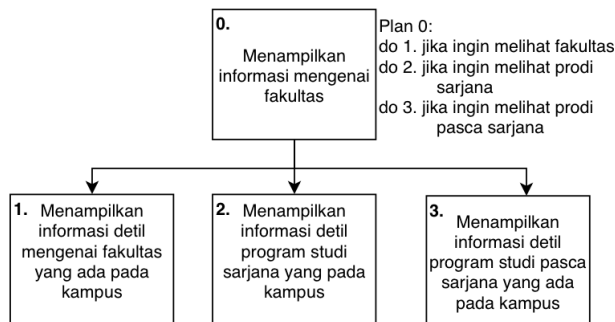 0.
Menampilkan
informasi mengenai
fakultas
Plan 0:
do 1. jika ingin melihat fakultas
do 2. jika ingin melihat prodi
sarjana
do 3. jika ingin melihat prodi
pasca sarjana
1. Menampilkan
informasi detil
mengenai fakultas
yang ada pada
kampus
2. Menampilkan
informasi detil
program studi
sarjana yang pada
kampus
3. Menampilkan
informasi detil
program studi pasca
sarjana yang ada
pada kampus